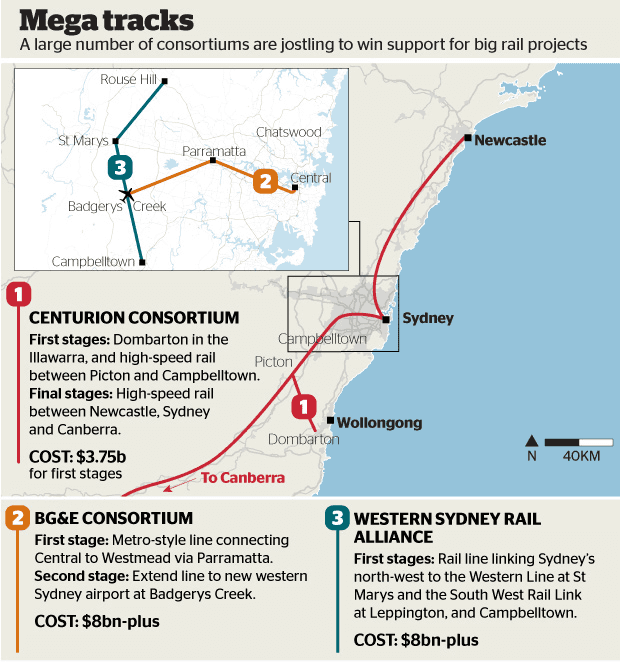 Mega tracks
A large number of consortiums are jostling to win support for big rail projects
Rouse Hill
St Marys
Chatswood
Parramatta
3
2
Central
Badgerys Creek
Campbelltown
Newcastle
Sydney
Campbelltown
Picton
1
Wollongong
Dombarton
To Canberra
N
40KM
1
CENTURION CONSORTIUM
First stages: Dombarton in the
Illawarra, and high-speed rail
between Picton and Campbelltown.
Final stages: High-speed rail
between Newcastle, Sydney
and Canberra.
COST: $3.75b
for first stages
2
BG&E CONSORTIUM
First stage: Metro-style line connecting
Central to Westmead via Parramatta.
Second stage: Extend line to new western
Sydney airport at Badgerys Creek.
COST: $8bn-plus
3
WESTERN SYDNEY RAIL
ALLIANCE
First stages: Rail line linking Sydney's
north-west to the Western Line at St
Marys and the South West Rail Link
at Leppington, and Campbelltown.
COST: $8bn-plus